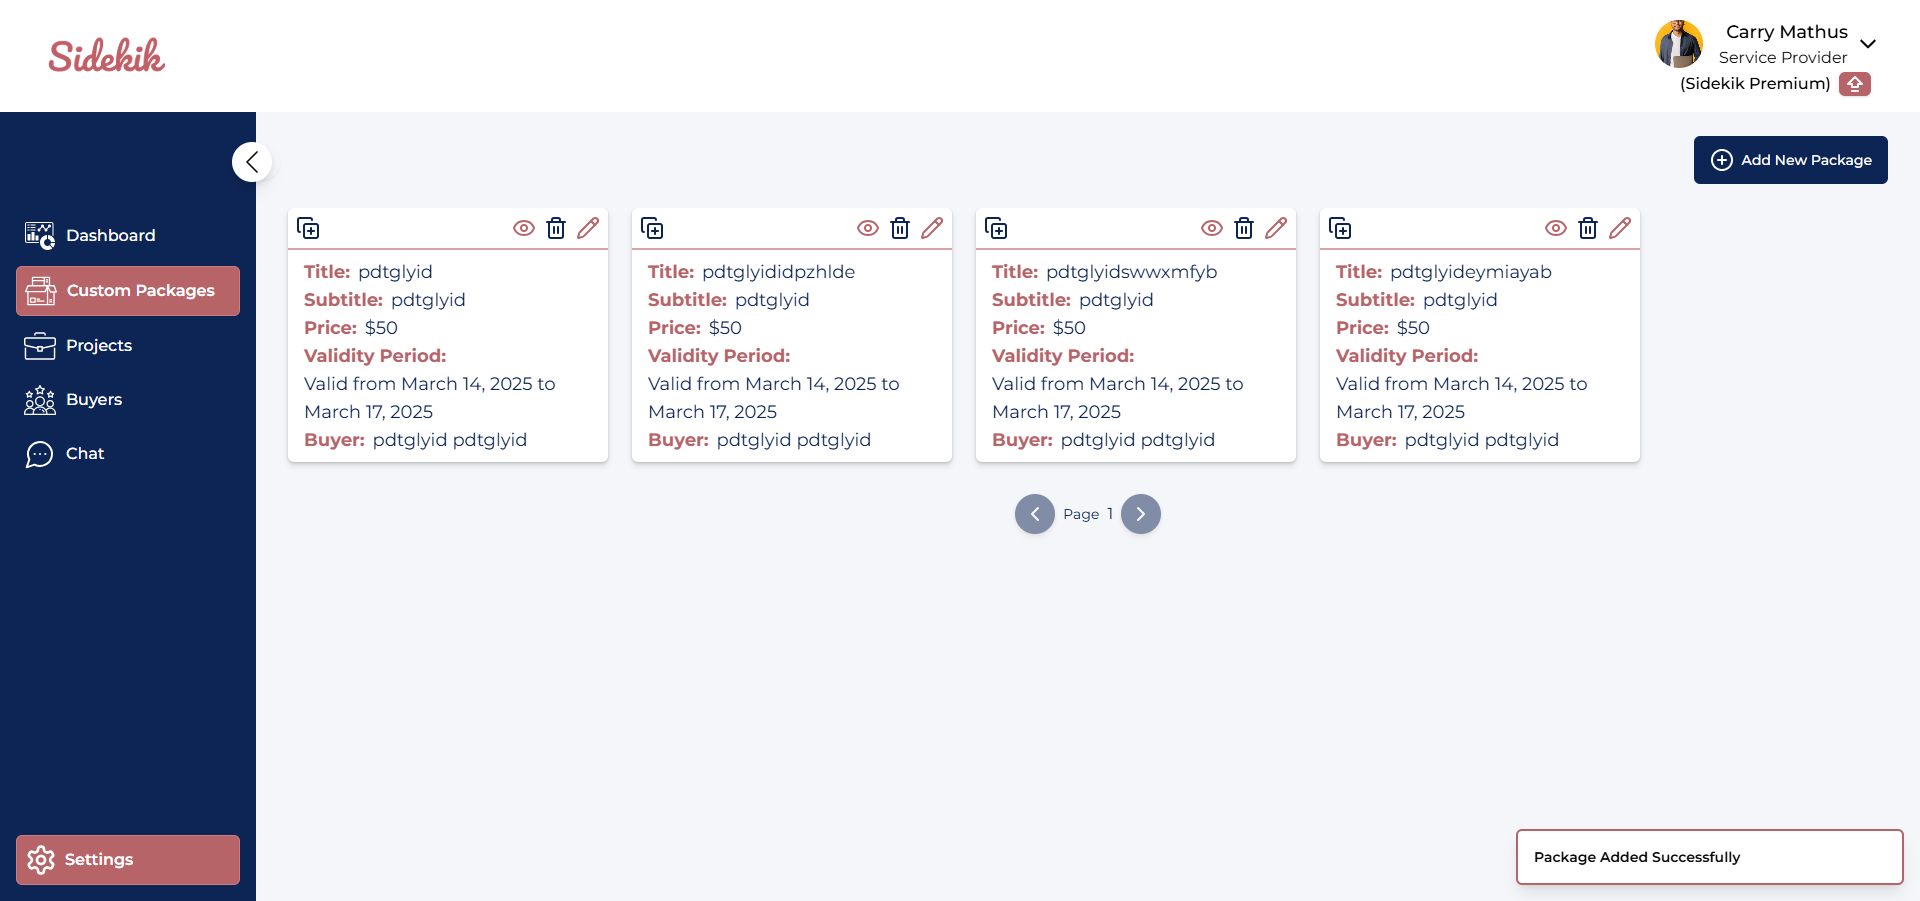 Sidekik
Carry Mathus
Service Provider
(Sidekik Premium)
Add New Package
Dashboard
Custom Packages
Projects
Buyers
Chat
Settings
Title: pdtglyid
Subtitle: pdtglyid
Price: $50
Validity Period:
Valid from March 14, 2025 to
March 17, 2025
Buyer: pdtglyid pdtglyid
Title: pdtglyididpzhlde
Subtitle: pdtglyid
Price: $50
Validity Period:
Valid from March 14, 2025 to
March 17, 2025
Buyer: pdtglyid pdtglyid
Title: pdtglyidswwxmfyb
Subtitle: pdtglyid
Price: $50
Validity Period:
Valid from March 14, 2025 to
March 17, 2025
Buyer: pdtglyid pdtglyid
Title: pdtglyideymiayab
Subtitle: pdtglyid
Price: $50
Validity Period:
Valid from March 14, 2025 to
March 17, 2025
Buyer: pdtglyid pdtglyid
Page 1
Package Added Successfully